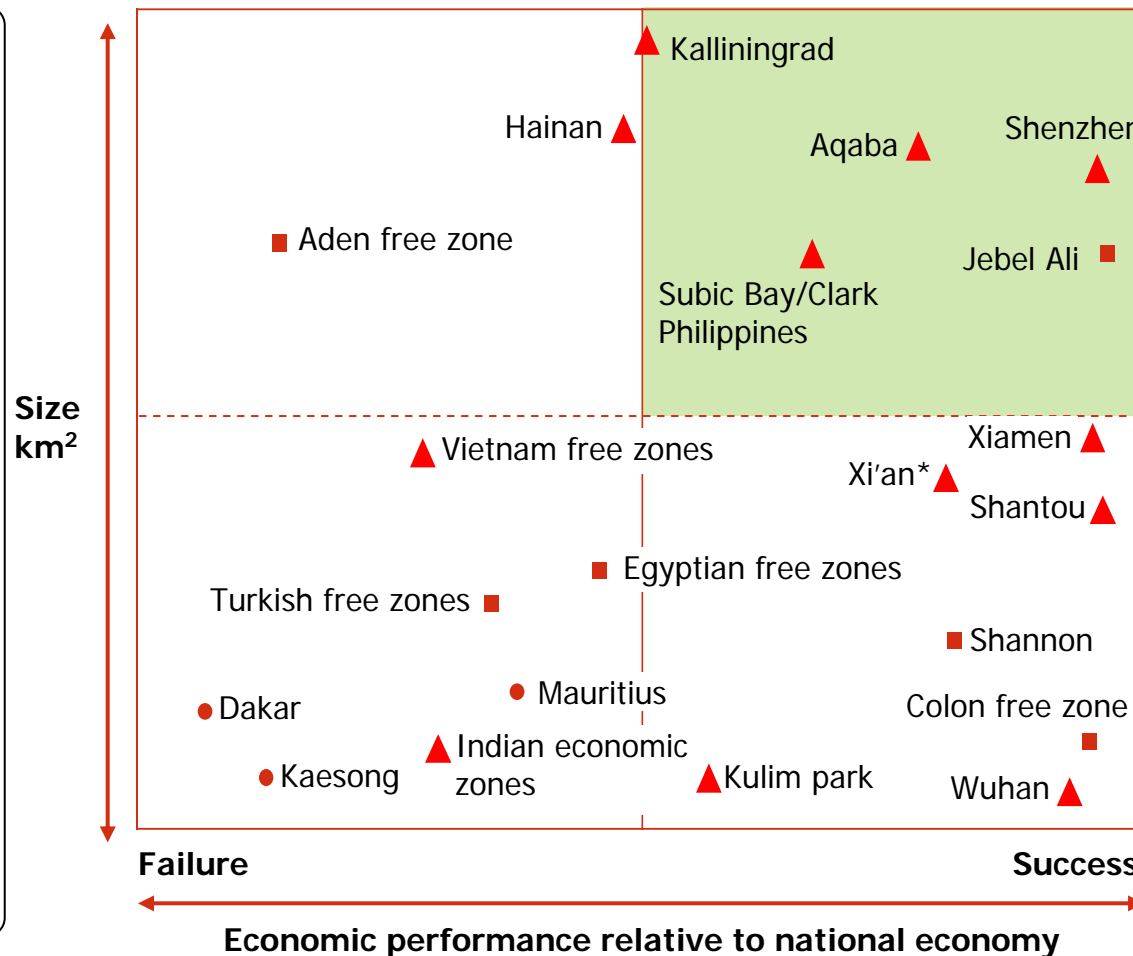 Kalliningrad
Hainan
Aqaba
Shenzhen
Aden free zone
Jebel Ali
Subic Bay/Clark
Philippines
Size
km²
Vietnam free zones
Xiamen
Xi'an*
Shantou
Egyptian free zones
Turkish free zones
Shannon
Mauritius
Dakar
Colon free zone
Indian economic
zones
Kaesong
Kulim park
Wuhan
Failure
Success
Economic performance relative to national economy